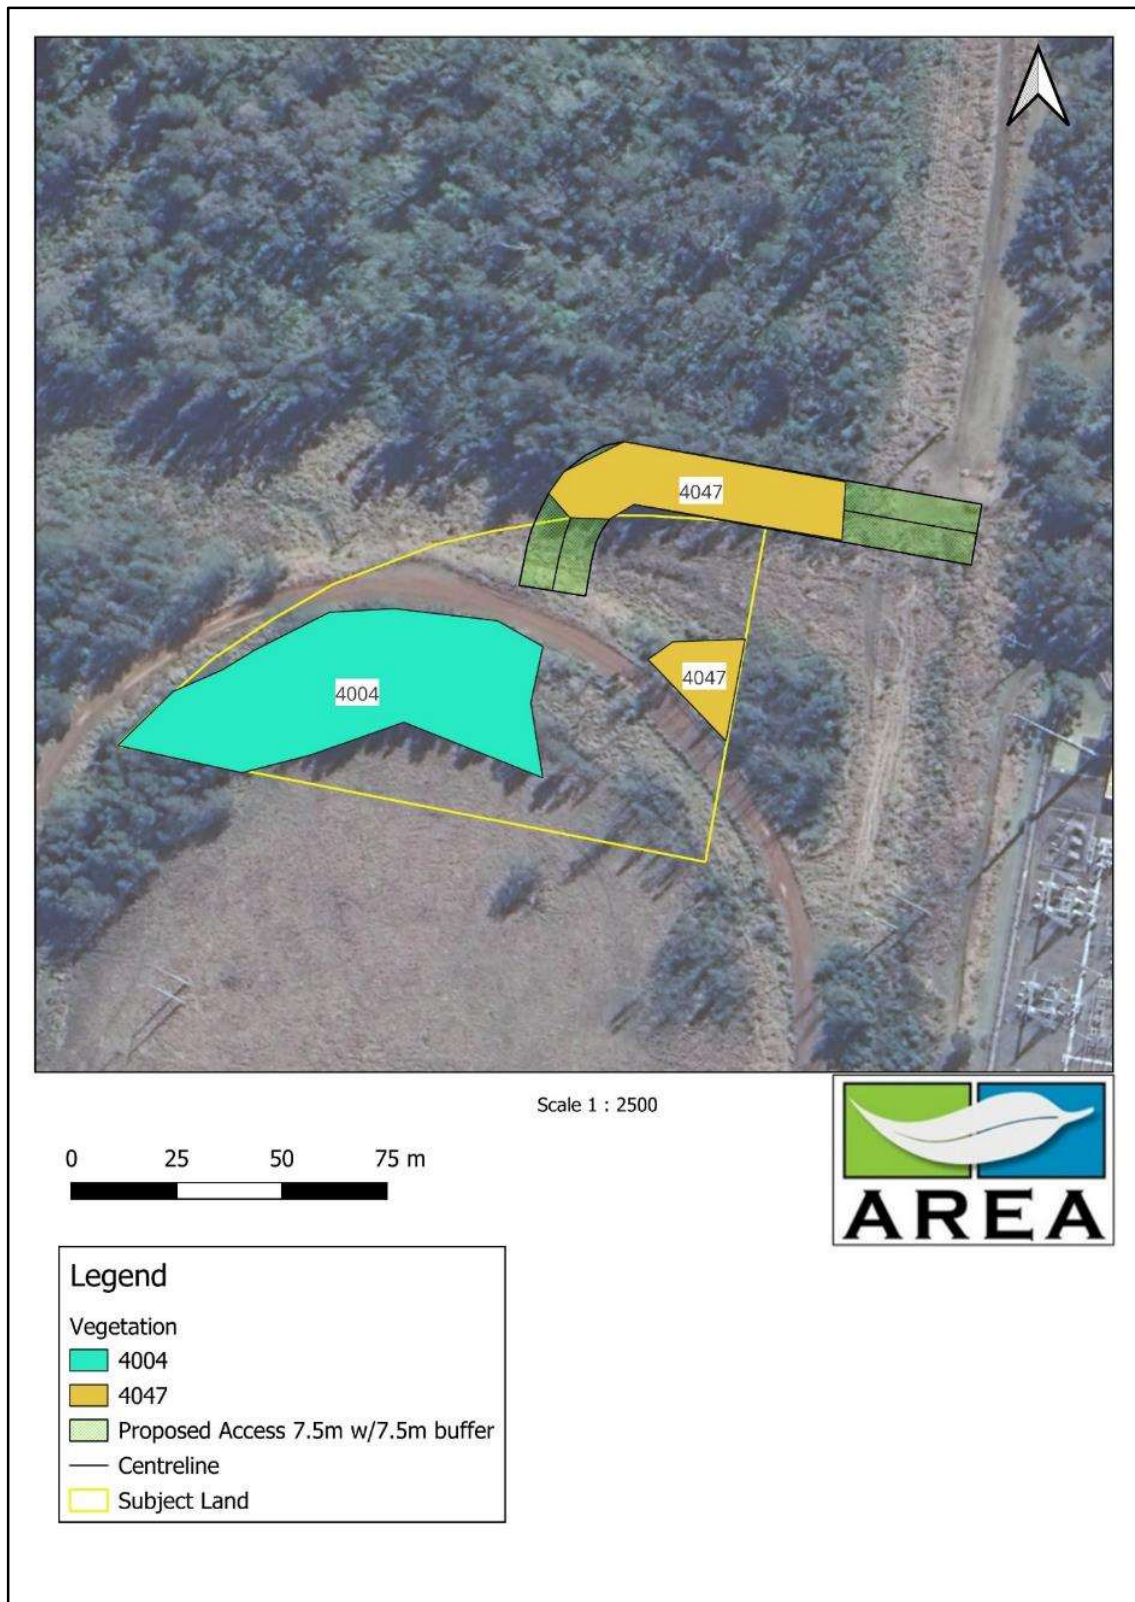 4047
4047
4004
Scale 1 : 2500
0 25 50 75 m
AREA
Legend
Vegetation
4004
4047
Proposed Access 7.5m w/7.5m buffer
Centreline
Subject Land